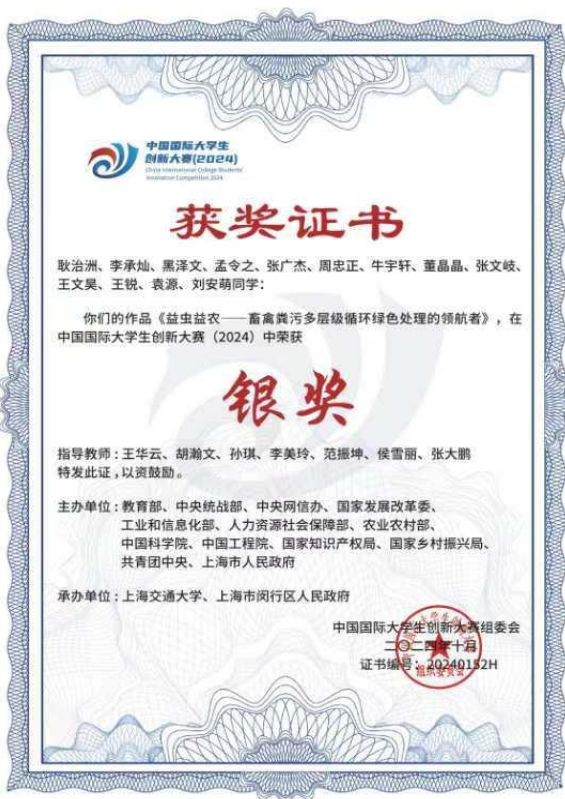 中国国际大学生
创新大赛(2024)
China International College Students'
Innovation Competition 2024
获奖证书
耿治洲、李承灿、黑泽文、孟令之、张广杰、周忠正、牛宇轩、董晶晶、张文岐、
王文昊、王锐、袁源、刘安萌同学：
你们的作品《益虫益农——畜禽粪污多层级循环绿色处理的领航者》，在
中国国际大学生创新大赛（2024）中荣获
银奖
指导教师：王华云、胡瀚文、孙琪、李美玲、范振坤、侯雪丽、张大鹏
特发此证，以资鼓励。
主办单位：教育部、中央统战部、中央网信办、国家发展改革委、
工业和信息化部、人力资源社会保障部、农业农村部、
中国科学院、中国工程院、国家知识产权局、国家乡村振兴局、
共青团中央、上海市人民政府
承办单位：上海交通大学、上海市闵行区人民政府
中国国际大学生创新大赛组委会
二〇二四年十月
证书编号：20240152H
组织委员会